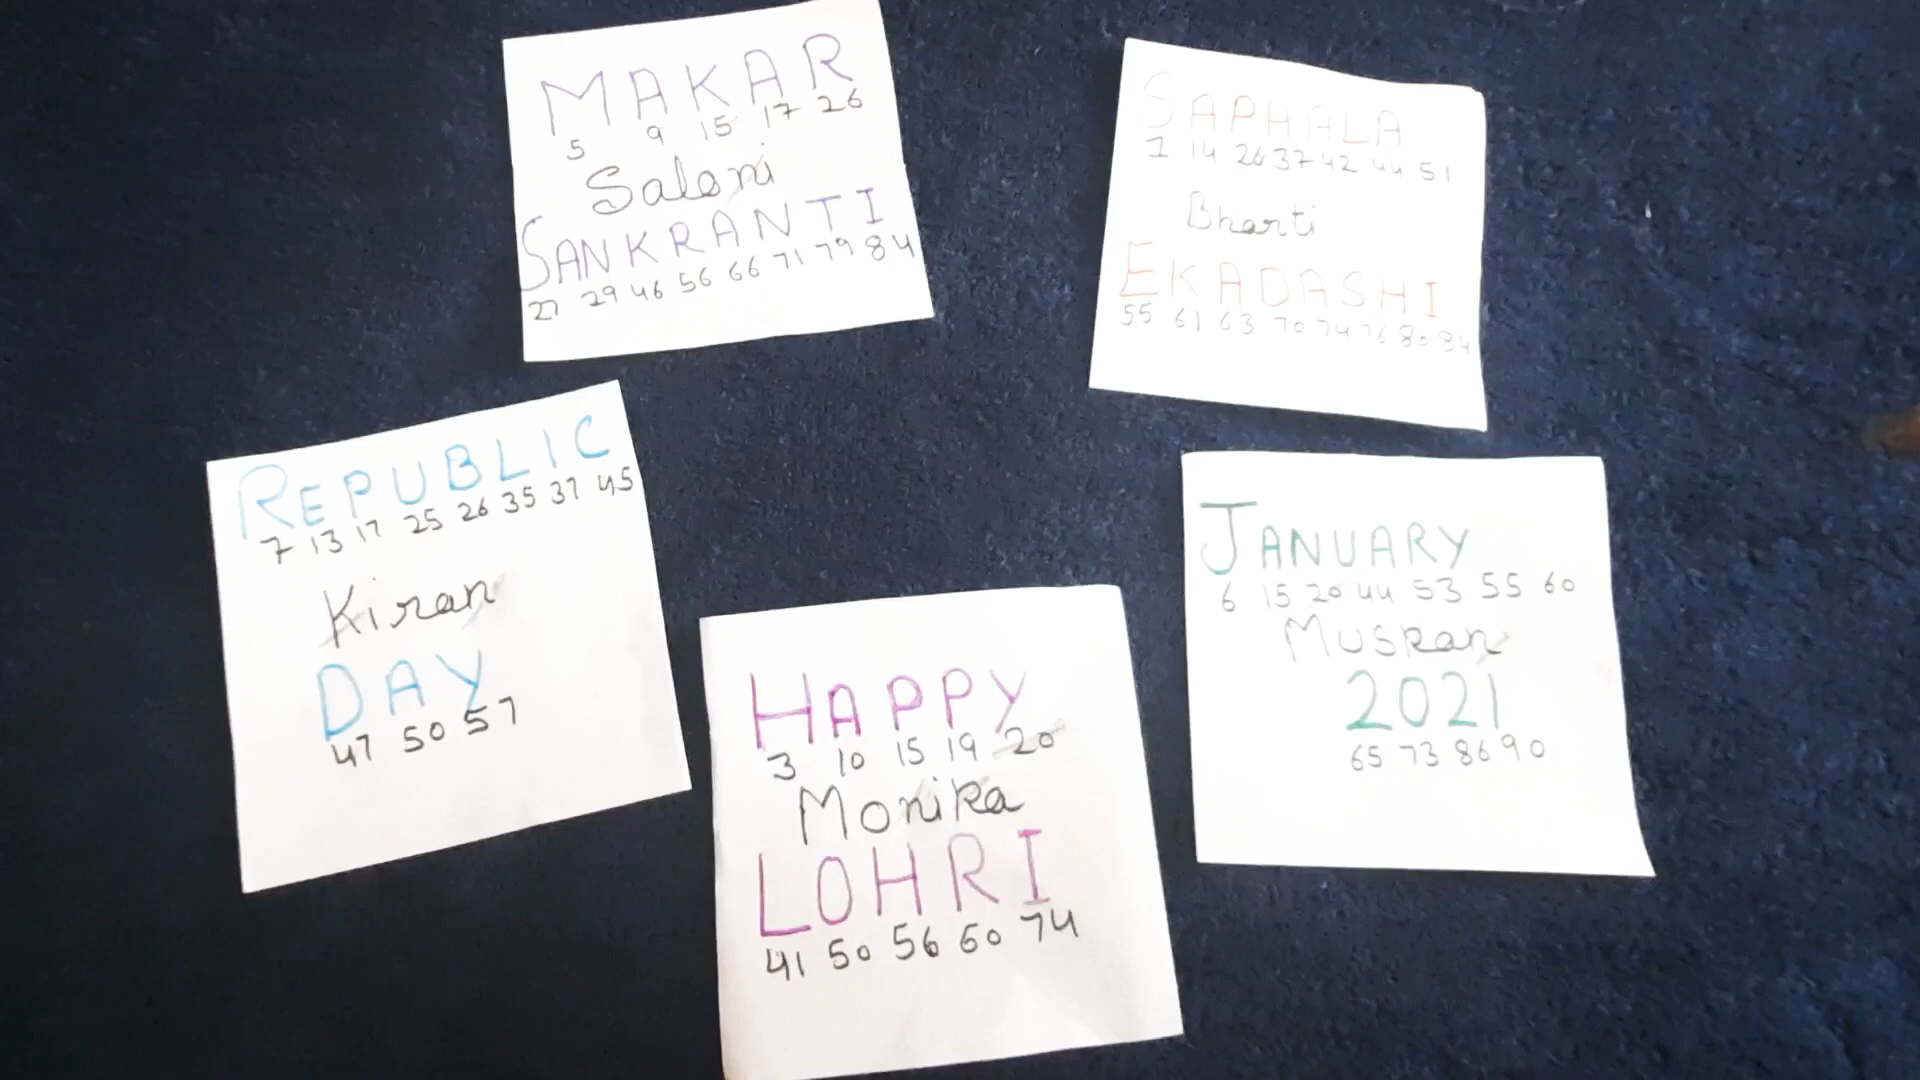 MAKAR
5 9 15 17 26
Saloni
SANKRANTI
27 29 46 56 66 71 79 84
SAPHALA
1 14 26 37 42 44 51
Bharti
EKADASHI
55 61 63 70 74 76 80 84
REPUBLIC
7 13 17 25 26 35 37 45
Kiran
DAY
47 50 57
HAPPY
3 10 15 19 20
Monika
LOHRI
41 50 56 60 74
JANUARY
6 15 20 44 53 55 60
Muskan
2021
65 73 86 90